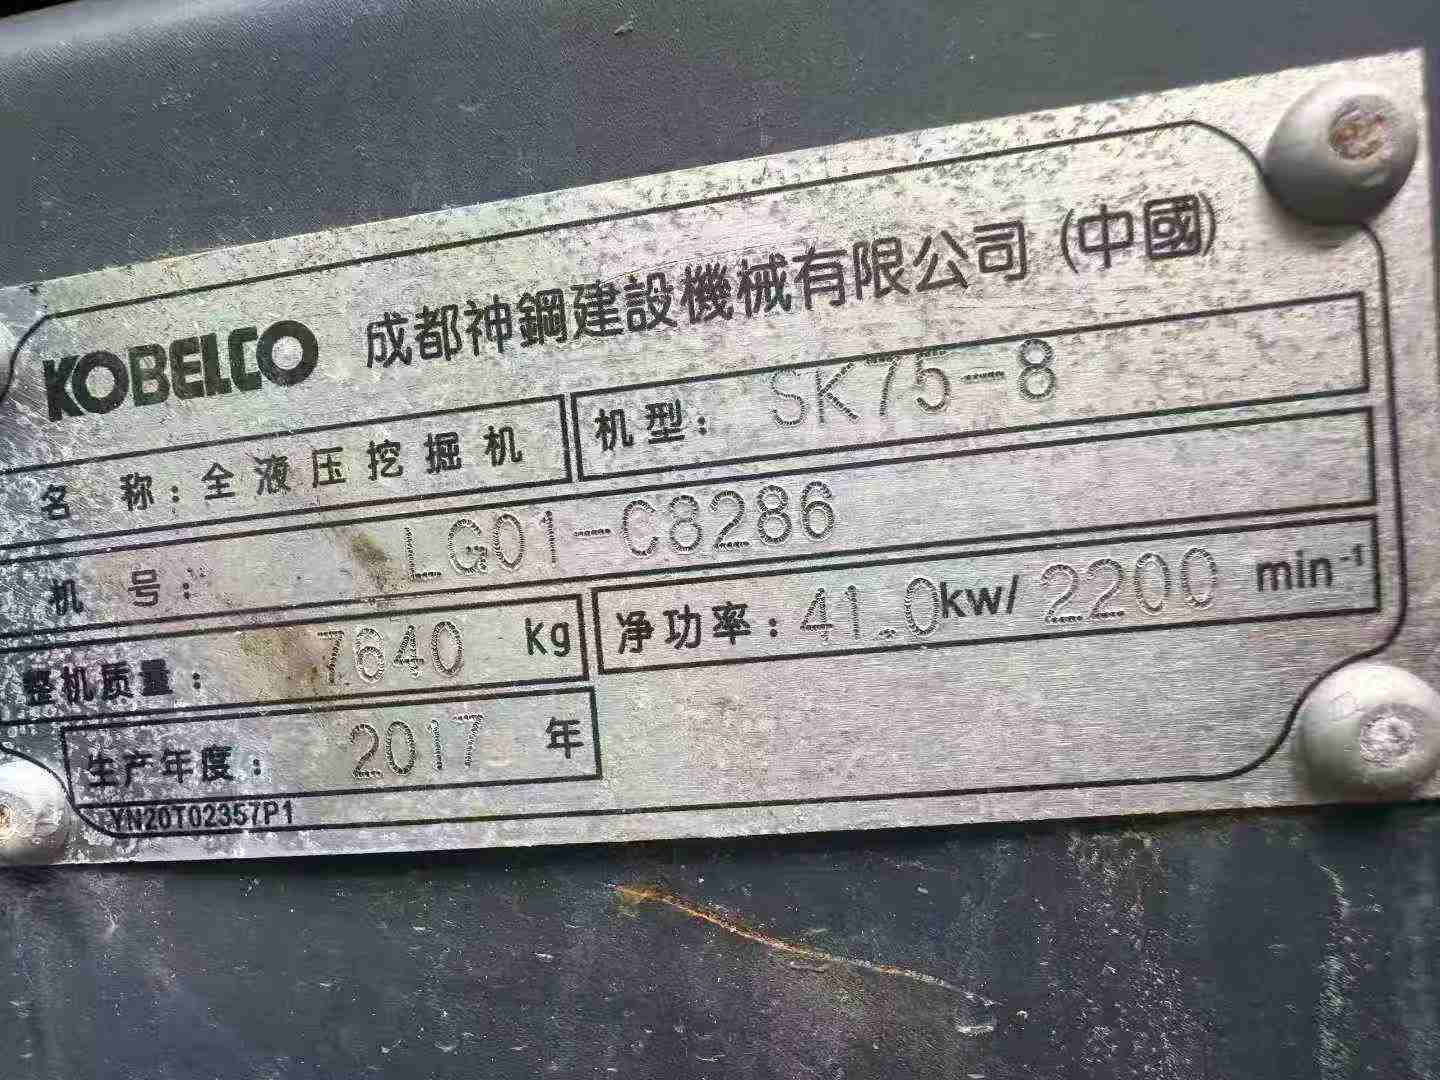 KOBELCO 成都神鋼建設機械有限公司 (中國)
名 称：全液压挖掘机 机型：SK75-8
机 号：LG01-C8286
整机质量：7640 Kg 净功率：41.0kw/2200 min⁻¹
生产年度：2017 年
YN20T02357P1